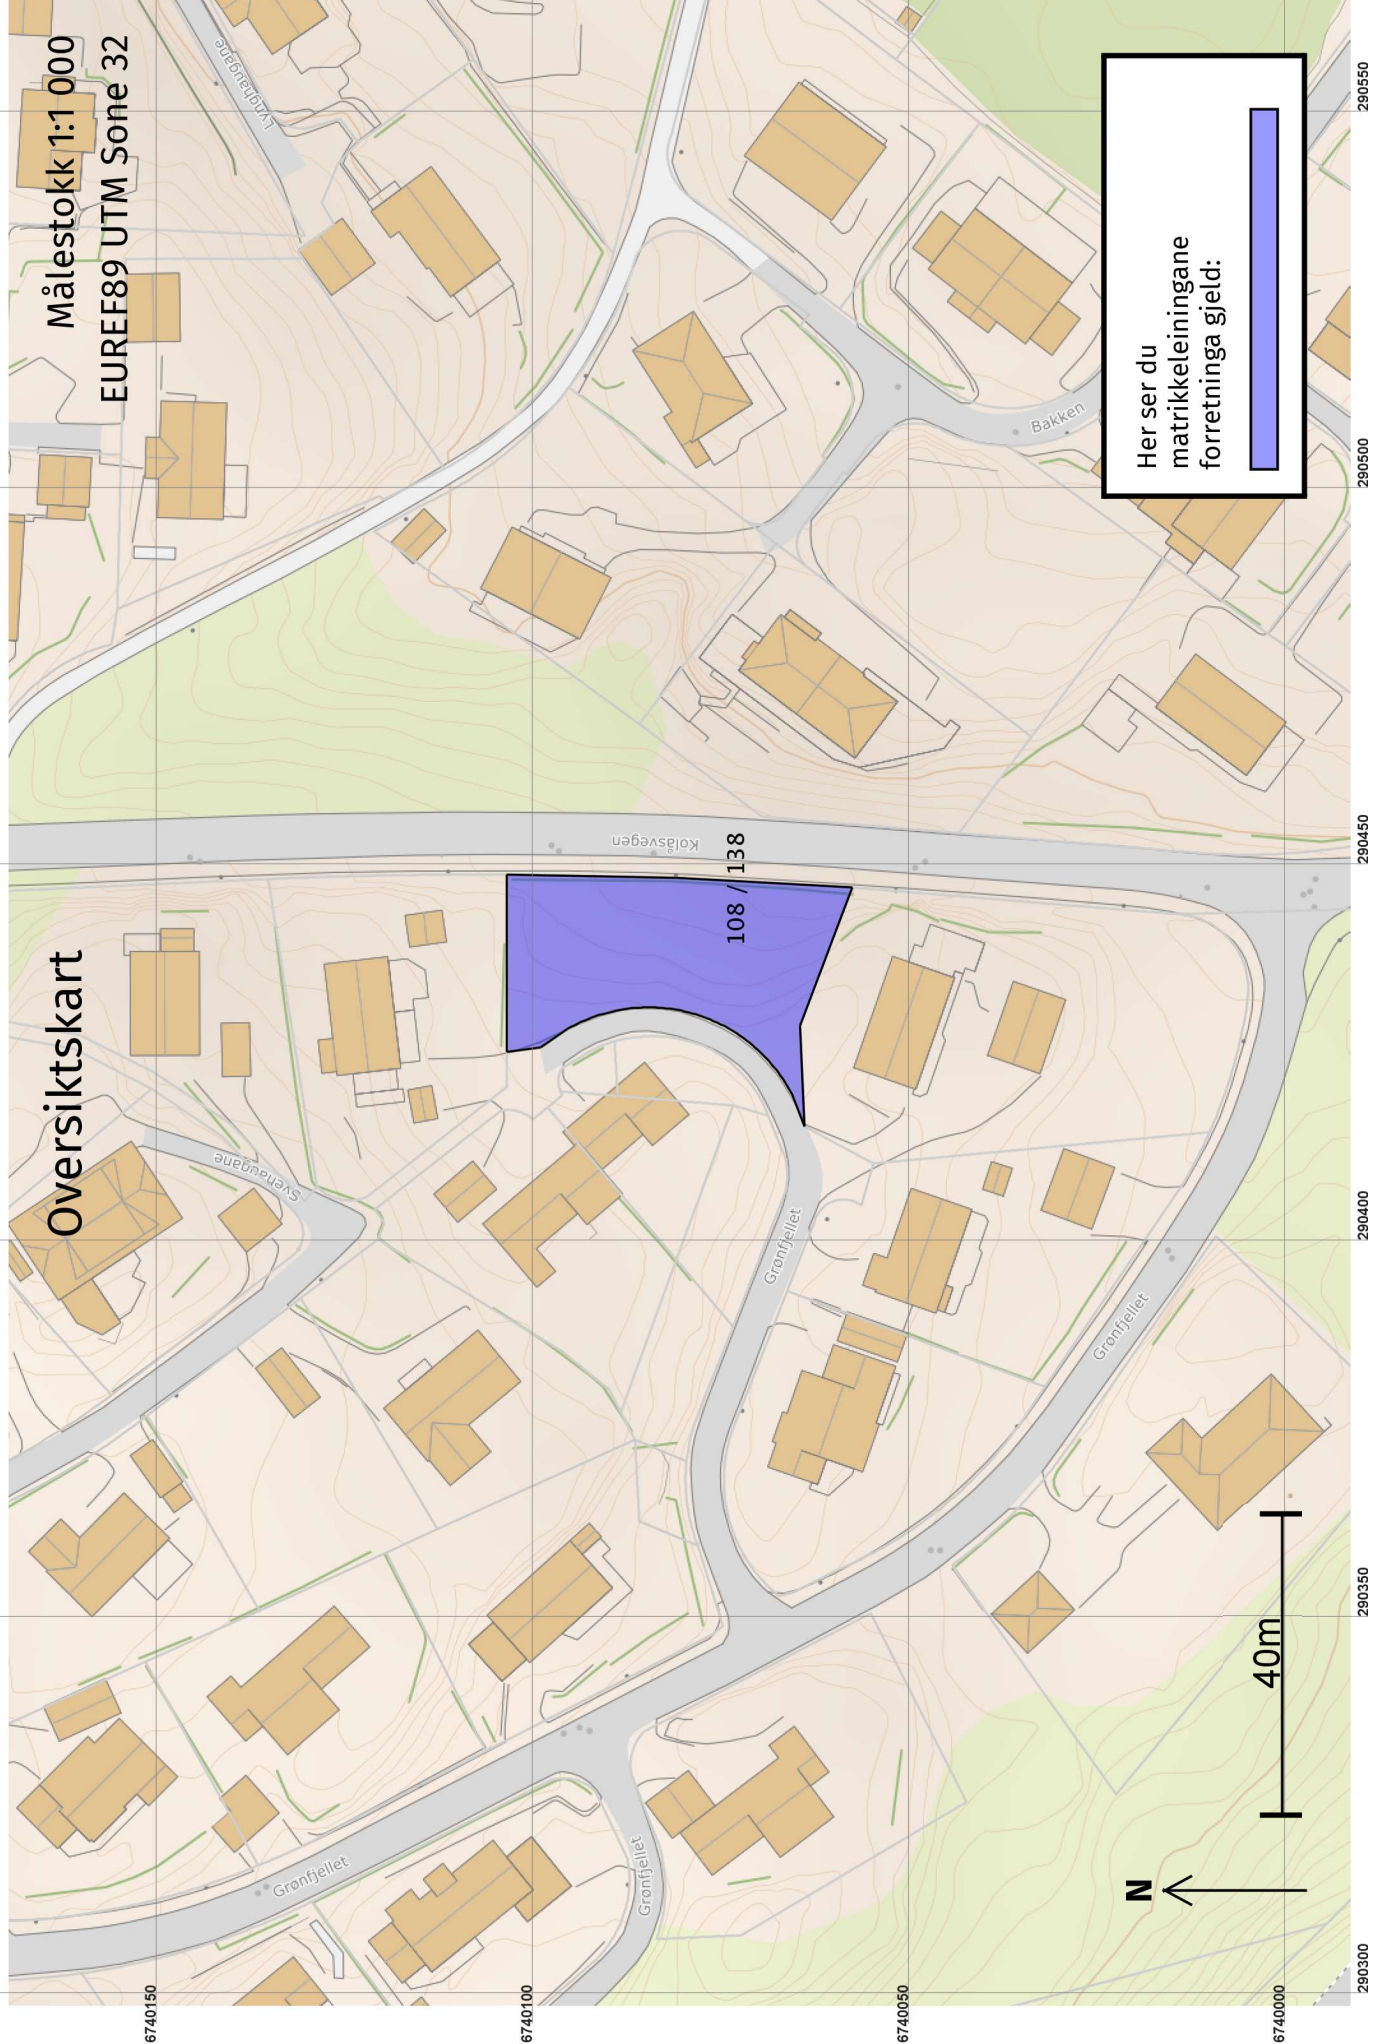 Oversiktskart
Målestokk 1:1 000
EUREF89 UTM Sone 32
Lynghaugane
Svehaugane
Kolåsvegen
108 / 138
Bakken
Grønfjellet
Grønfjellet
Grønfjellet
Grønfjellet
Her ser du
matrikkeleiningane
forretninga gjeld:
N
40m
6740150
6740100
6740050
6740000
290300
290350
290400
290450
290500
290550